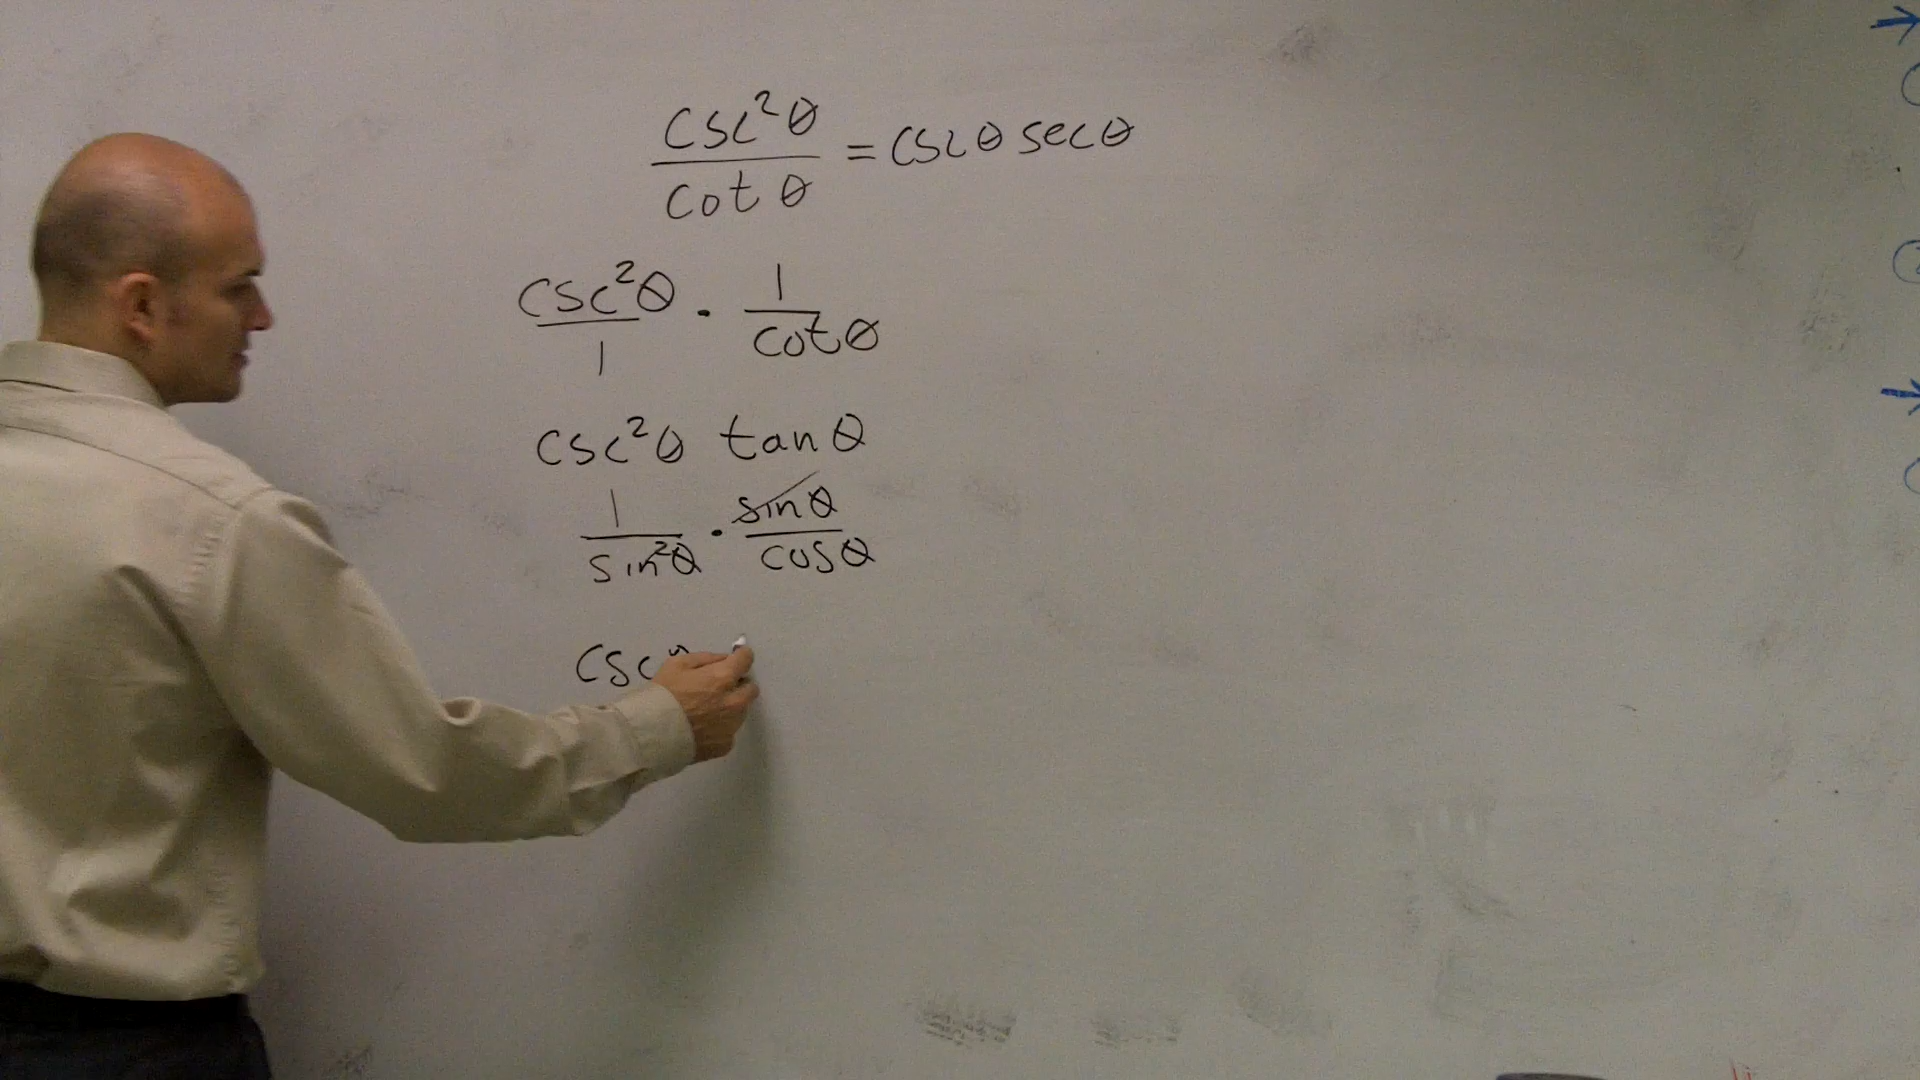 csc²θ / cot θ = cscθ secθ
csc²θ / 1 · 1 / cotθ
csc²θ tanθ
1 / sin²θ · sinθ / cosθ
csc